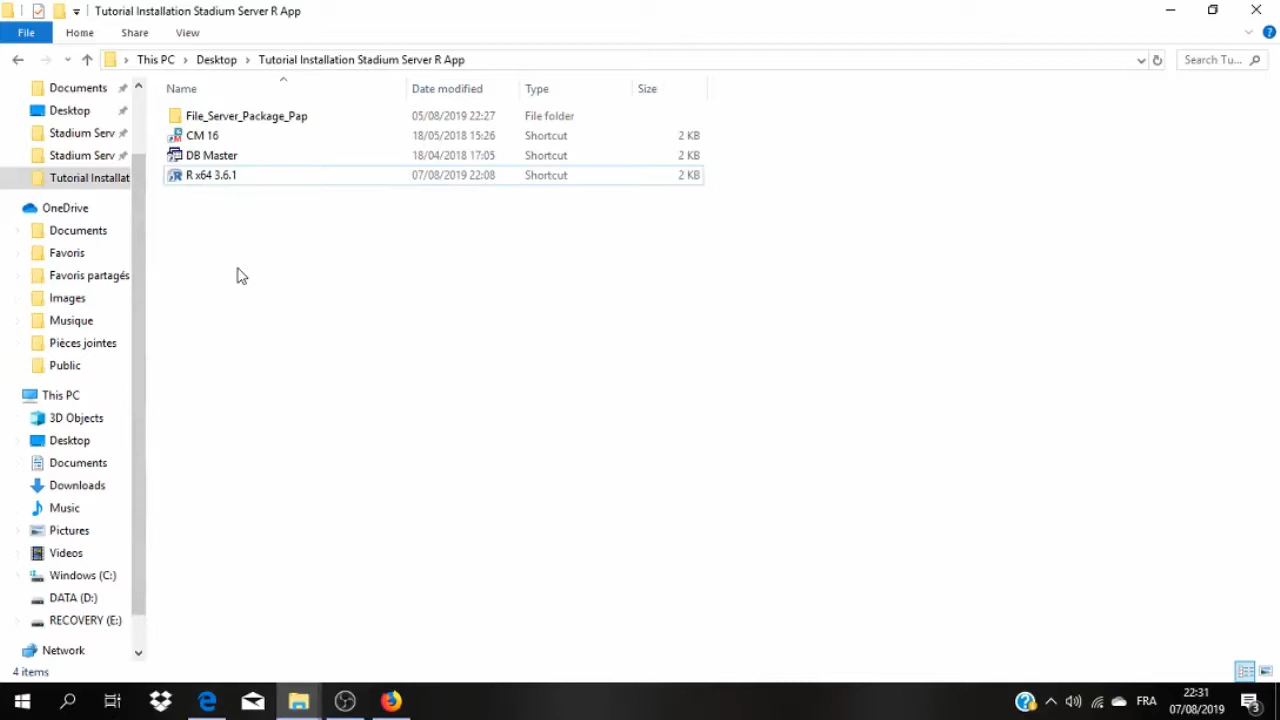 Tutorial Installation Stadium Server R App
File Home Share View
This PC Desktop Tutorial Installation Stadium Server R App Search Tu...
Name Date modified Type Size
File_Server_Package_Pap 05/08/2019 22:27 File folder
CM 16 18/05/2018 15:26 Shortcut 2 KB
DB Master 18/04/2018 17:05 Shortcut 2 KB
R x64 3.6.1 07/08/2019 22:08 Shortcut 2 KB
Documents
Desktop
Stadium Serv
Stadium Serv
Tutorial Installat
OneDrive
Documents
Favoris
Favoris partagés
Images
Musique
Pièces jointes
Public
This PC
3D Objects
Desktop
Documents
Downloads
Music
Pictures
Videos
Windows (C:)
DATA (D:)
RECOVERY (E:)
Network
4 items
FRA
22:31
07/08/2019
3